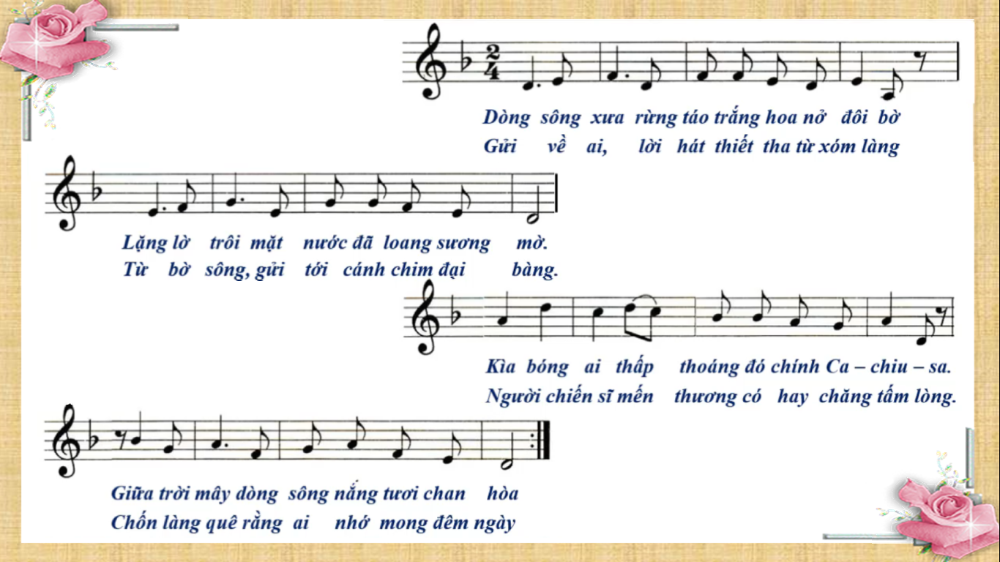 2
4
Dòng sông xưa rừng táo trắng hoa nở đôi bờ
Gửi về ai, lời hát thiết tha từ xóm làng
Lặng lờ trôi mặt nước đã loang sương mờ.
Từ bờ sông, gửi tới cánh chim đại bàng.
Kìa bóng ai thấp thoáng đó chính Ca – chiu – sa.
Người chiến sĩ mến thương có hay chăng tấm lòng.
Giữa trời mây dòng sông nắng tươi chan hòa
Chốn làng quê rằng ai nhớ mong đêm ngày